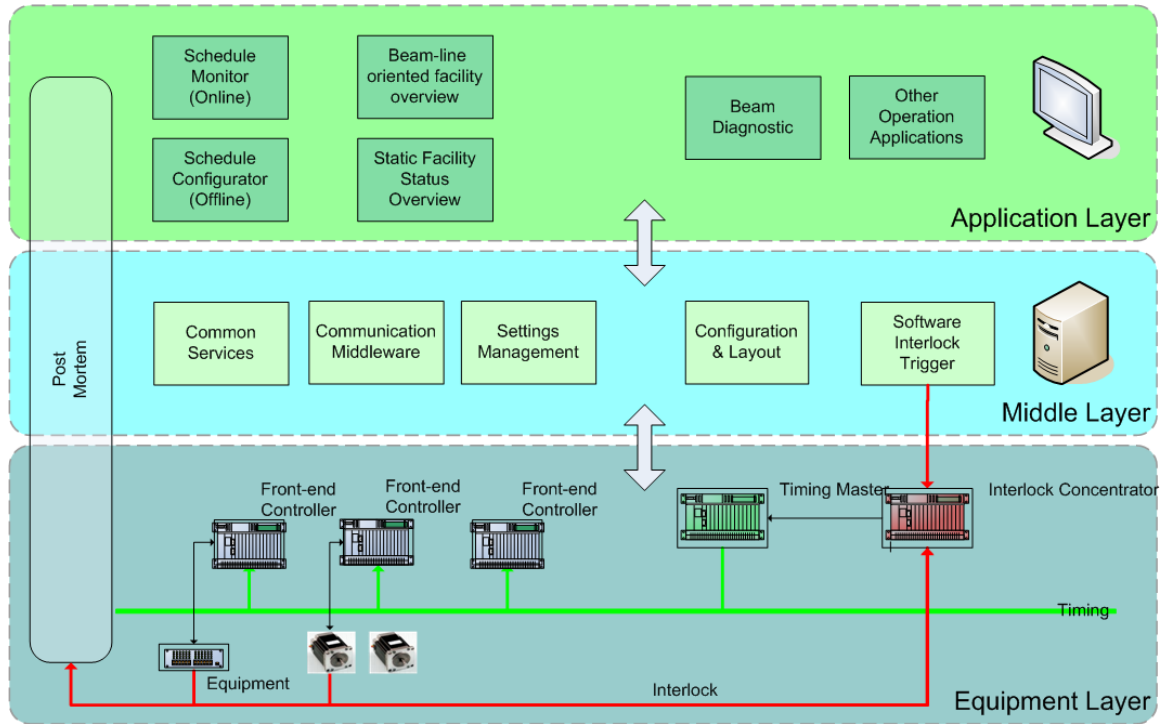 Schedule
Monitor
(Online)
Beam-line
oriented facility
overview
Beam
Diagnostic
Other
Operation
Applications
Schedule
Configurator
(Offline)
Static Facility
Status
Overview
Application Layer
Post
Mortem
Common
Services
Communication
Middleware
Settings
Management
Configuration
& Layout
Software
Interlock
Trigger
Middle Layer
Front-end
Controller
Front-end
Controller
Front-end
Controller
Timing Master
Interlock Concentrator
Timing
Equipment
Interlock
Equipment Layer